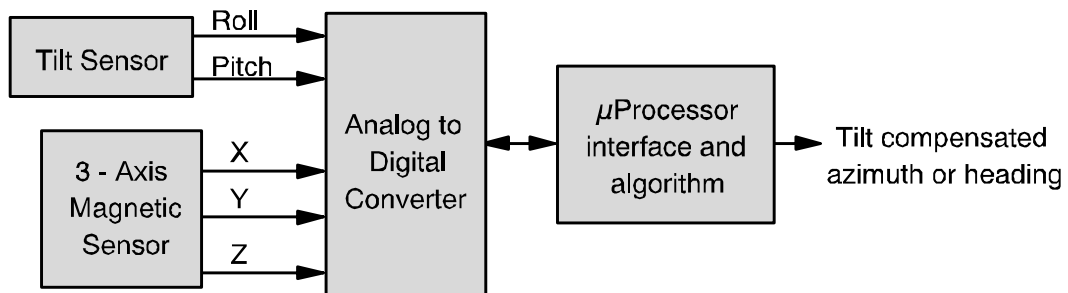 Roll
Tilt Sensor
Pitch
3 - Axis
Magnetic
Sensor
X
Y
Z
Analog to
Digital
Converter
µProcessor
interface and
algorithm
Tilt compensated
azimuth or heading